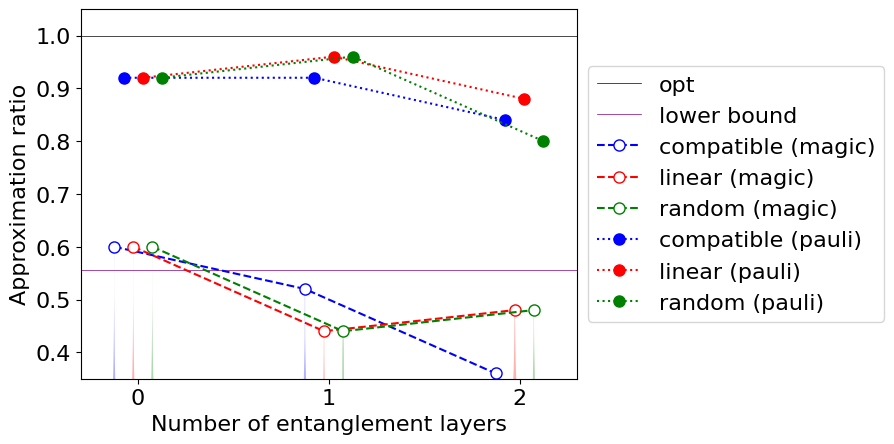 1.0
0.9
0.8
0.7
0.6
0.5
0.4
Approximation ratio
0 1 2
Number of entanglement layers
opt
lower bound
compatible (magic)
linear (magic)
random (magic)
compatible (pauli)
linear (pauli)
random (pauli)